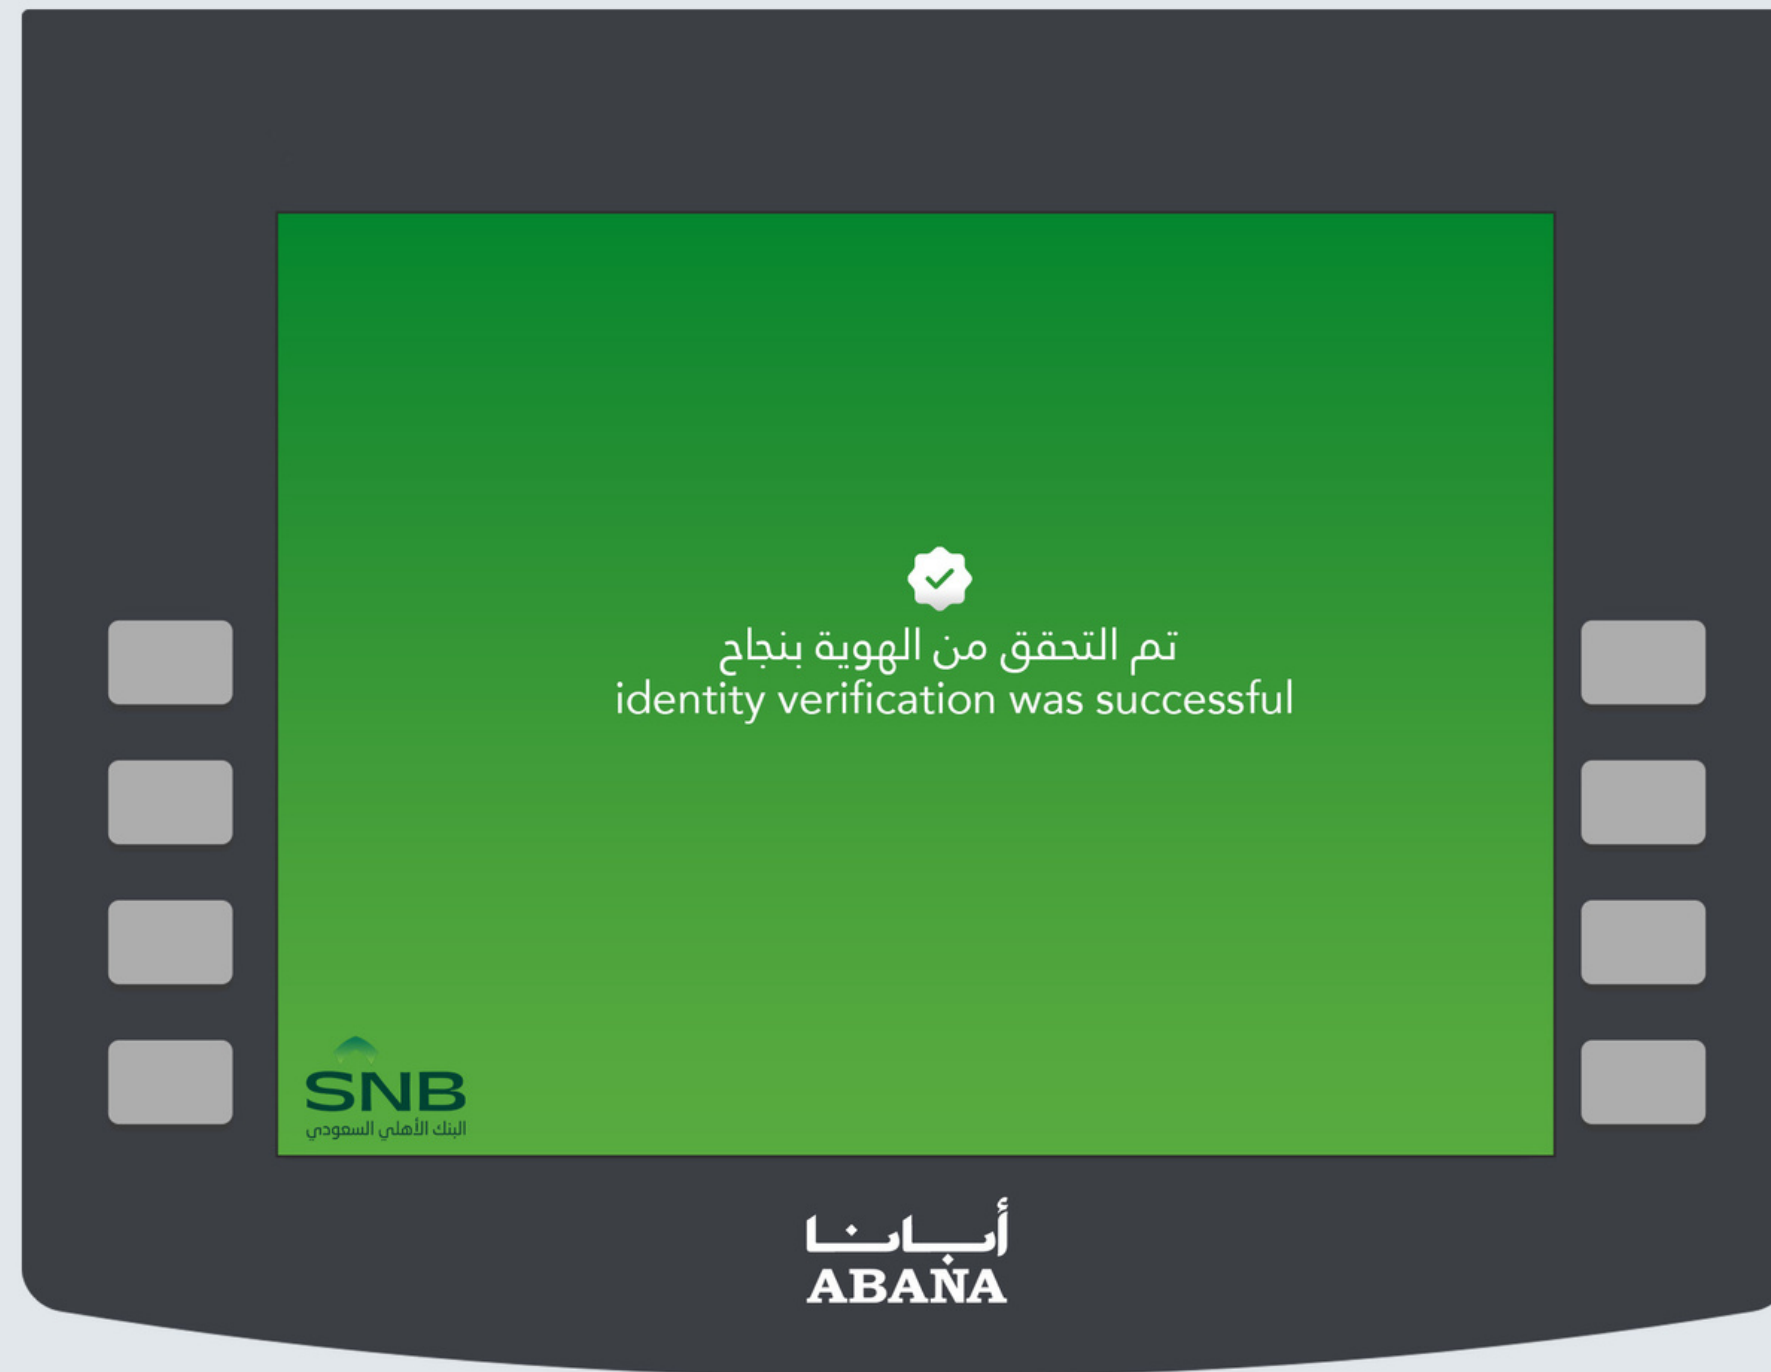 تم التحقق من الهوية بنجاح
identity verification was successful
SNB
البنك الأهلي السعودي
أبانا
ABANA